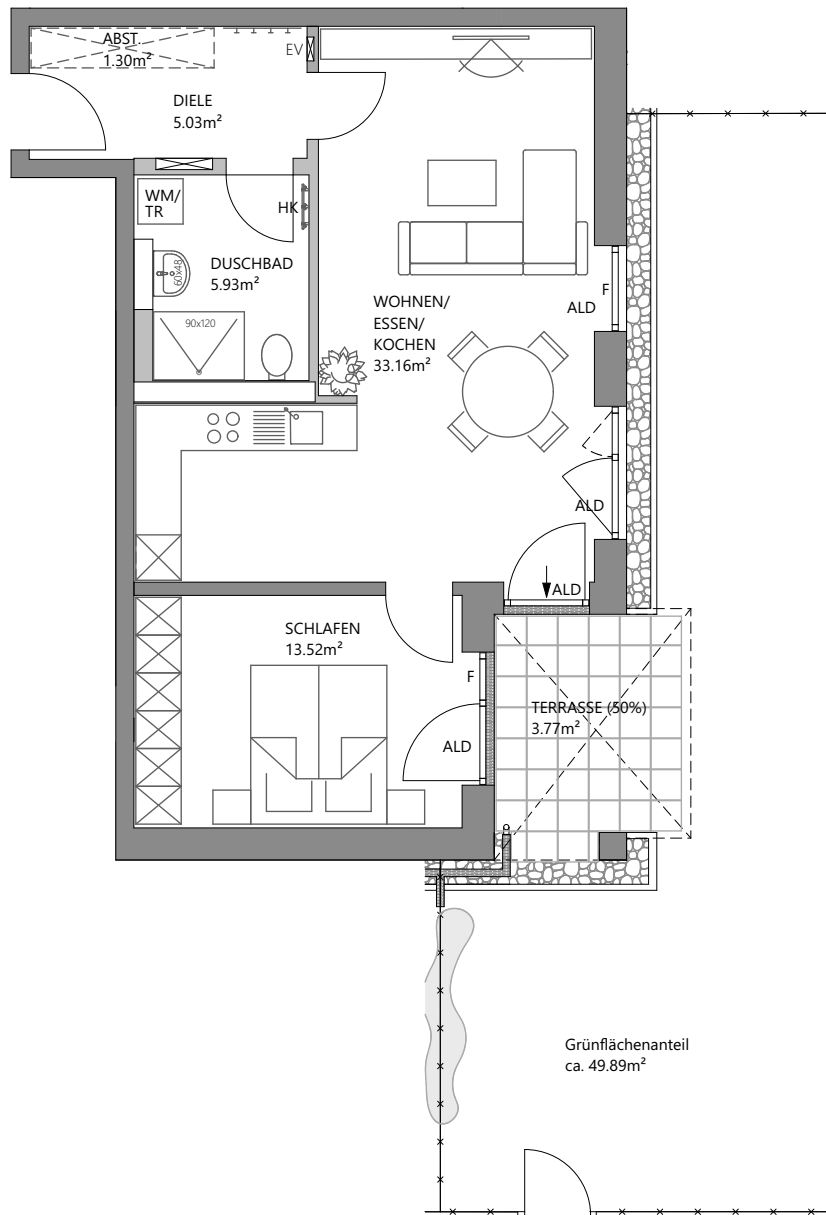 ABST.
1.30m²
EV
DIELE
5.03m²
WM/
TR
HK
60x48
DUSCHBAD
5.93m²
90x120
WOHNEN/
ESSEN/
KOCHEN
33.16m²
F
ALD
ALD
ALD
SCHLAFEN
13.52m²
F
ALD
TERRASSE (50%)
3.77m²
Grünflächenanteil
ca. 49.89m²